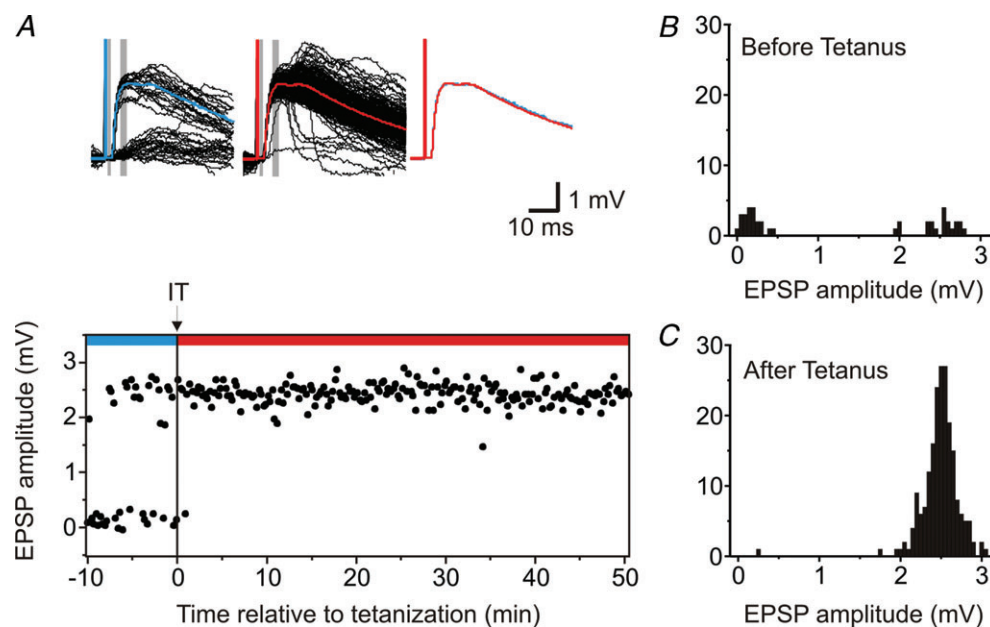 A
1 mV
10 ms
IT
EPSP amplitude (mV)
3
2
1
0
-10 0 10 20 30 40 50
Time relative to tetanization (min)
B
Before Tetanus
30
20
10
0
0 1 2 3
EPSP amplitude (mV)
C
After Tetanus
30
20
10
0
0 1 2 3
EPSP amplitude (mV)